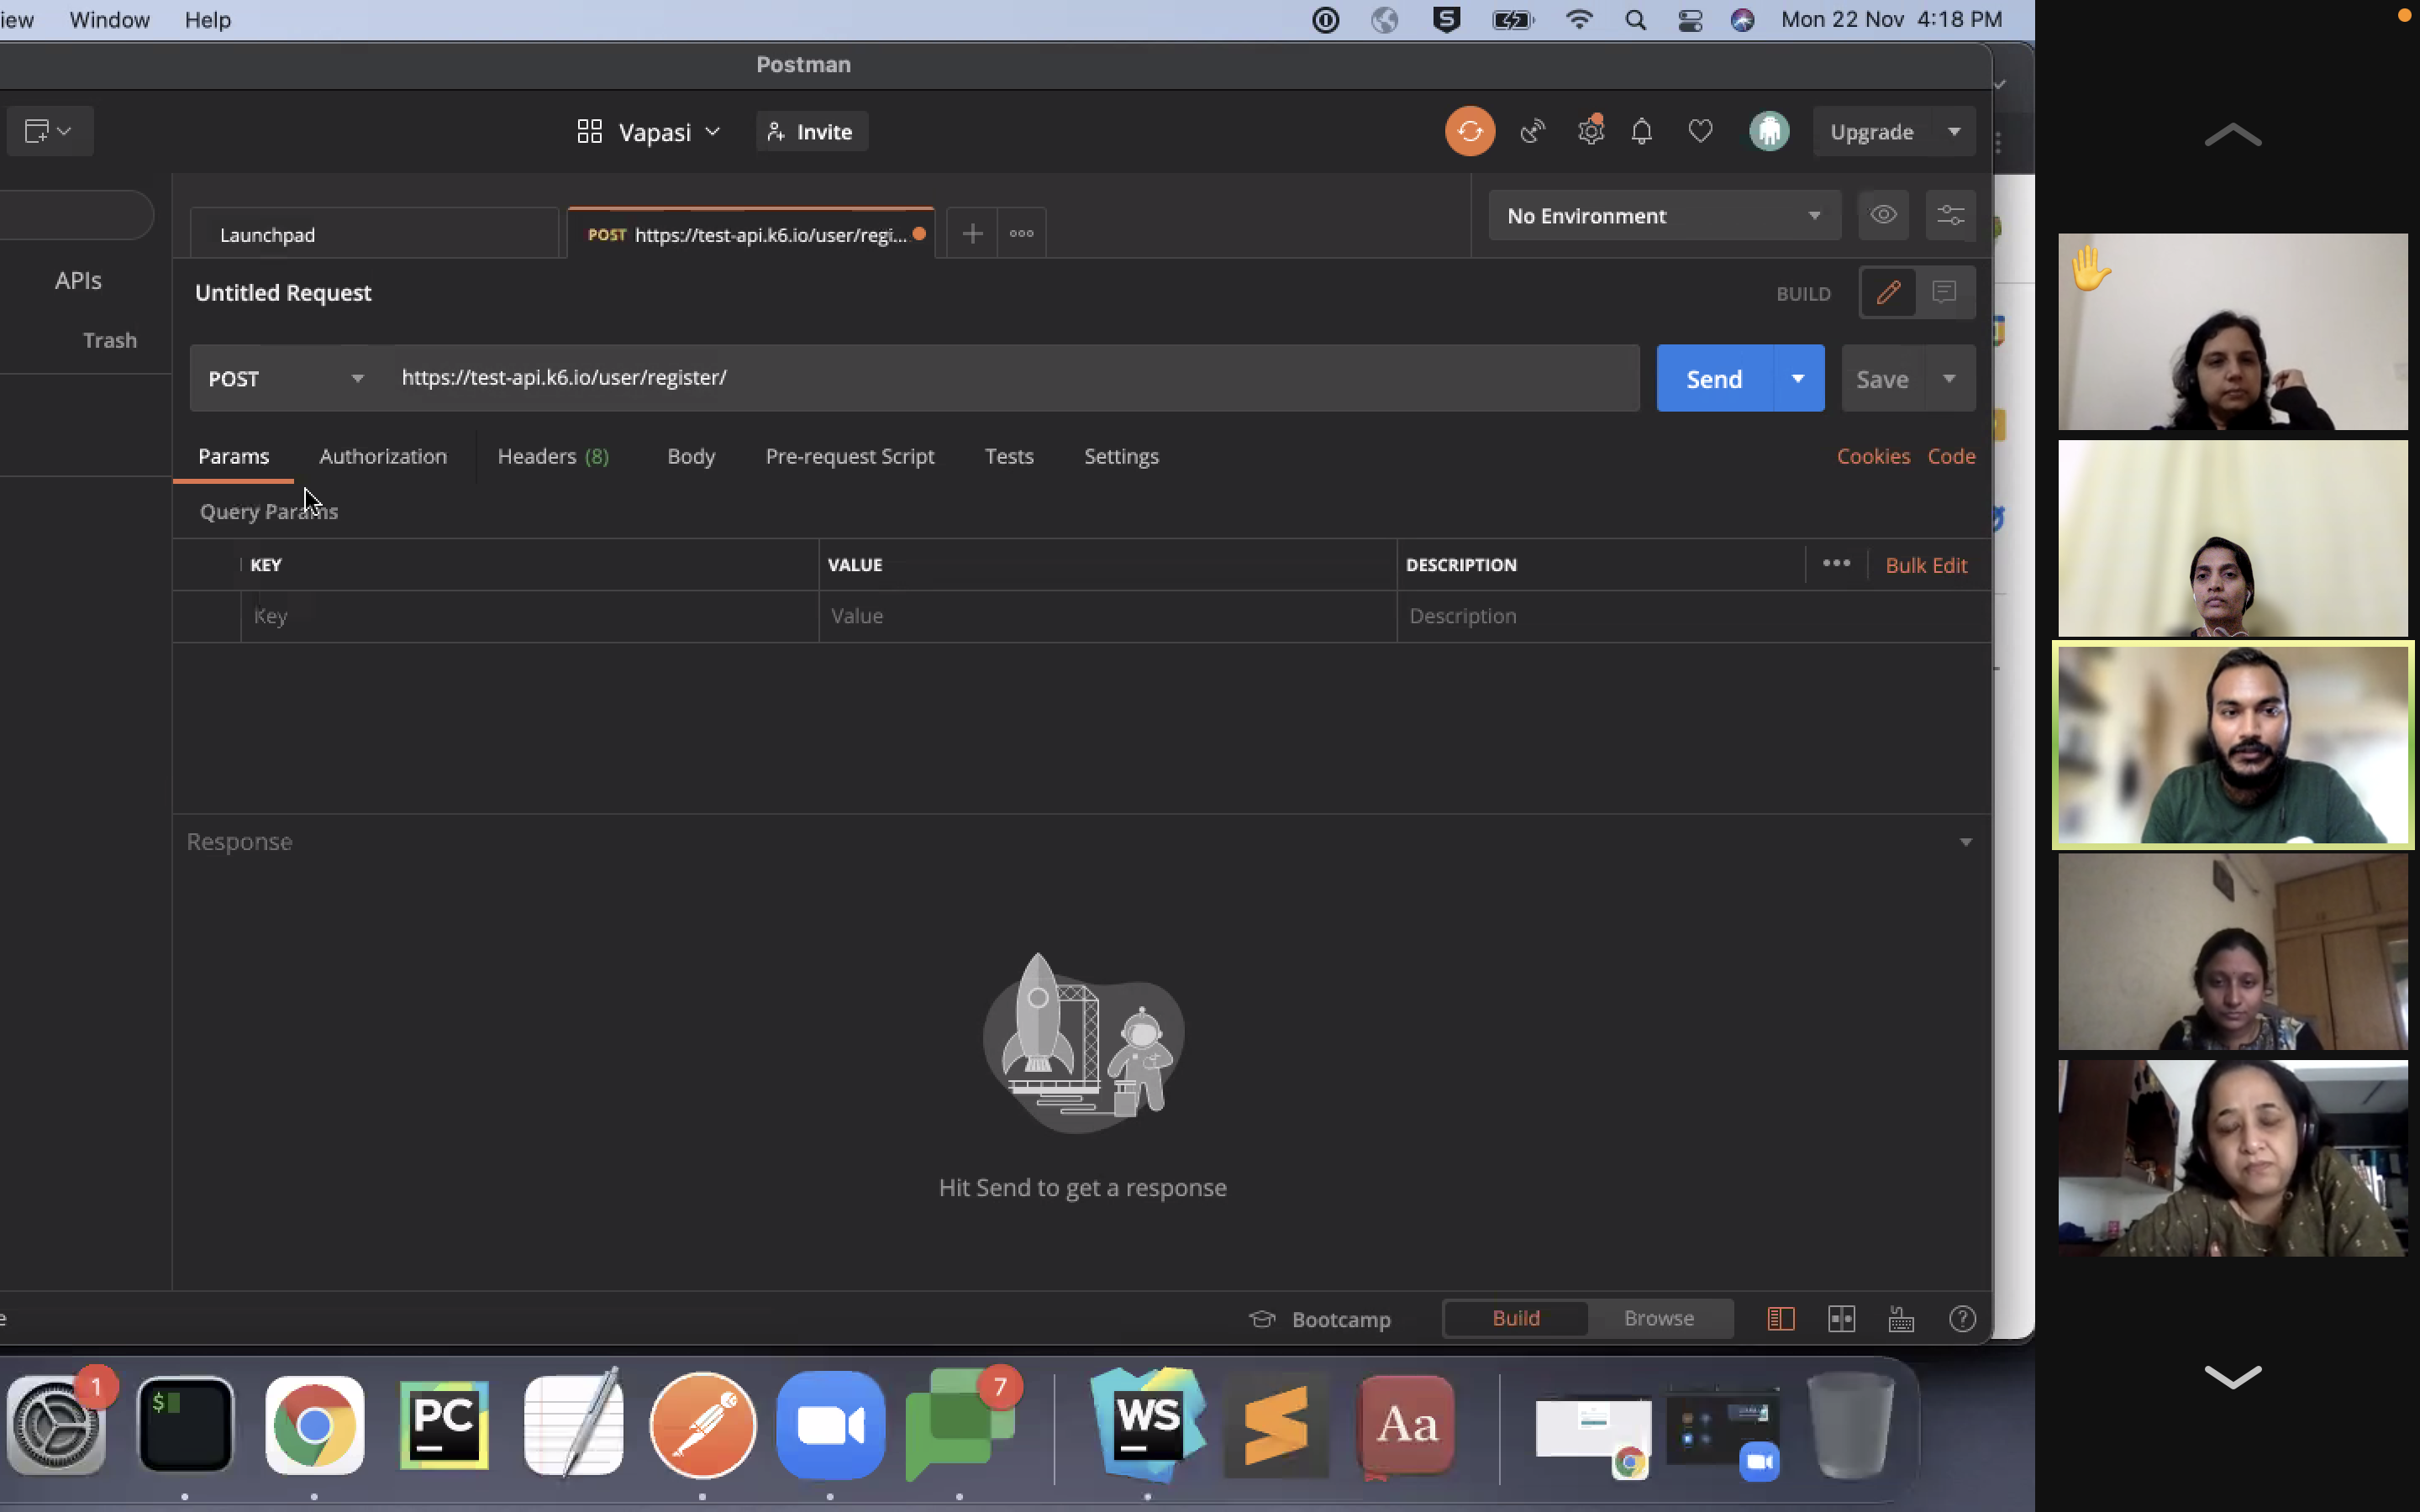 iew Window Help
Mon 22 Nov 4:18 PM
Postman
Vapasi
Invite
Upgrade
Launchpad
POST https://test-api.k6.io/user/regi...
No Environment
APIs
Trash
Untitled Request
BUILD
POST
https://test-api.k6.io/user/register/
Send
Save
Params
Authorization
Headers (8)
Body
Pre-request Script
Tests
Settings
Cookies
Code
Query Params
KEY
VALUE
DESCRIPTION
Bulk Edit
Key
Value
Description
Response
Hit Send to get a response
e
Bootcamp
Build
Browse
1
$
PC
7
WS
Aa